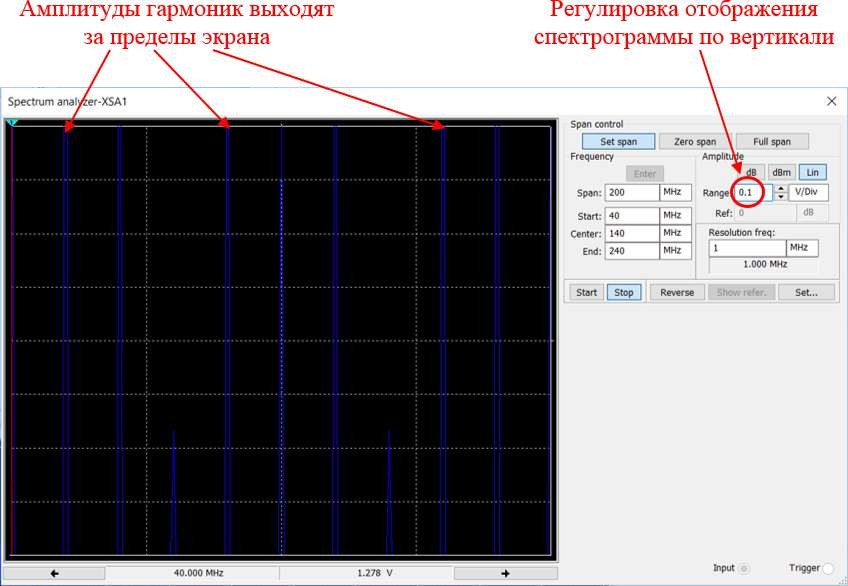 Амплитуды гармоник выходят
за пределы экрана
Регулировка отображения
спектрограммы по вертикали
Spectrum analyzer-XSA1
Span control
Set span
Zero span
Full span
Frequency
Enter
Span: 200 MHz
Start: 40 MHz
Center: 140 MHz
End: 240 MHz
Amplitude
dB
dBm
Lin
Range: 0.1 V/Div
Ref: 0 dB
Resolution freq:
1 MHz
1.000 MHz
Start
Stop
Reverse
Show refer.
Set...
40.000 MHz
1.278 V
Input
Trigger